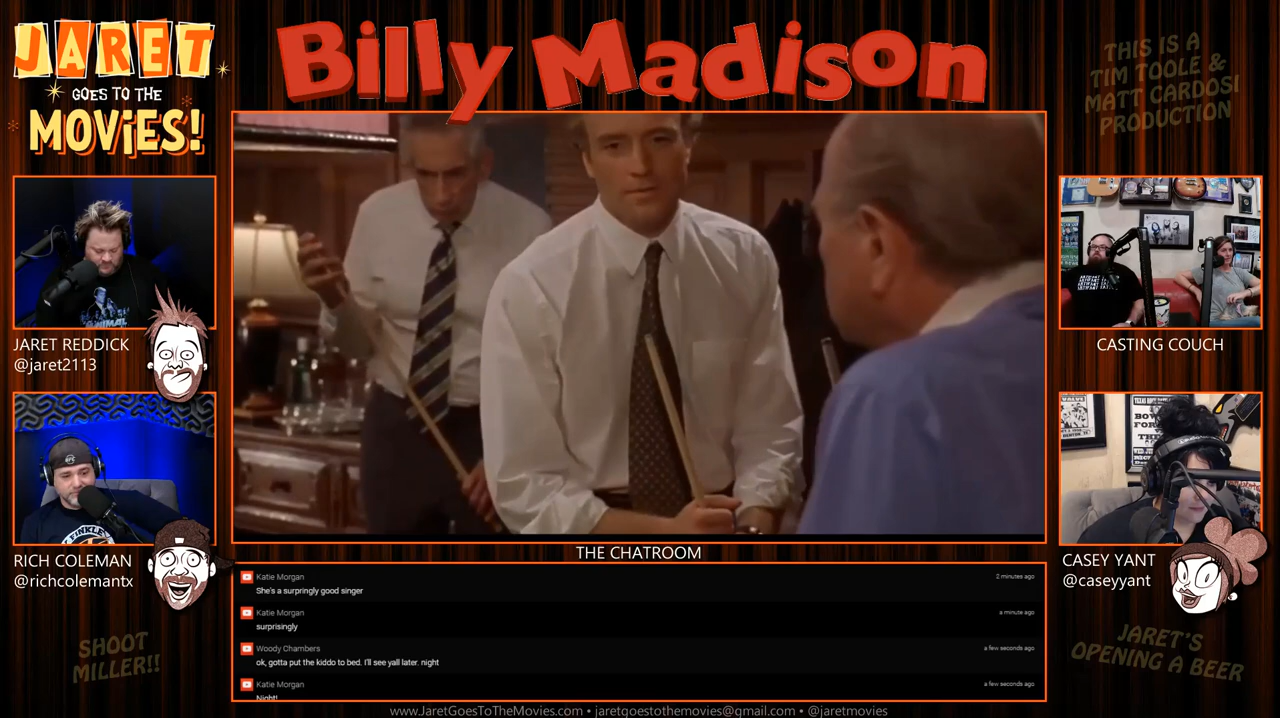 JARET
GOES TO THE
MOVIES!
Billy Madison
THIS IS A
TIM TOOLE &
MATT CARDOSI
PRODUCTION
JARET REDDICK
@jaret2113
CASTING COUCH
RICH COLEMAN
@richcolemantx
CASEY YANT
@caseyyant
THE CHATROOM
Katie Morgan
2 minutes ago
She's a surpringly good singer
Katie Morgan
a minute ago
surprisingly
Woody Chambers
a few seconds ago
ok, gotta put the kiddo to bed. I'll see yall later. night
Katie Morgan
a few seconds ago
Night!
SHOOT
MILLER!!
JARET'S
OPENING A BEER
www.JaretGoesToTheMovies.com • jaretgoestothemovies@gmail.com • @jaretmovies